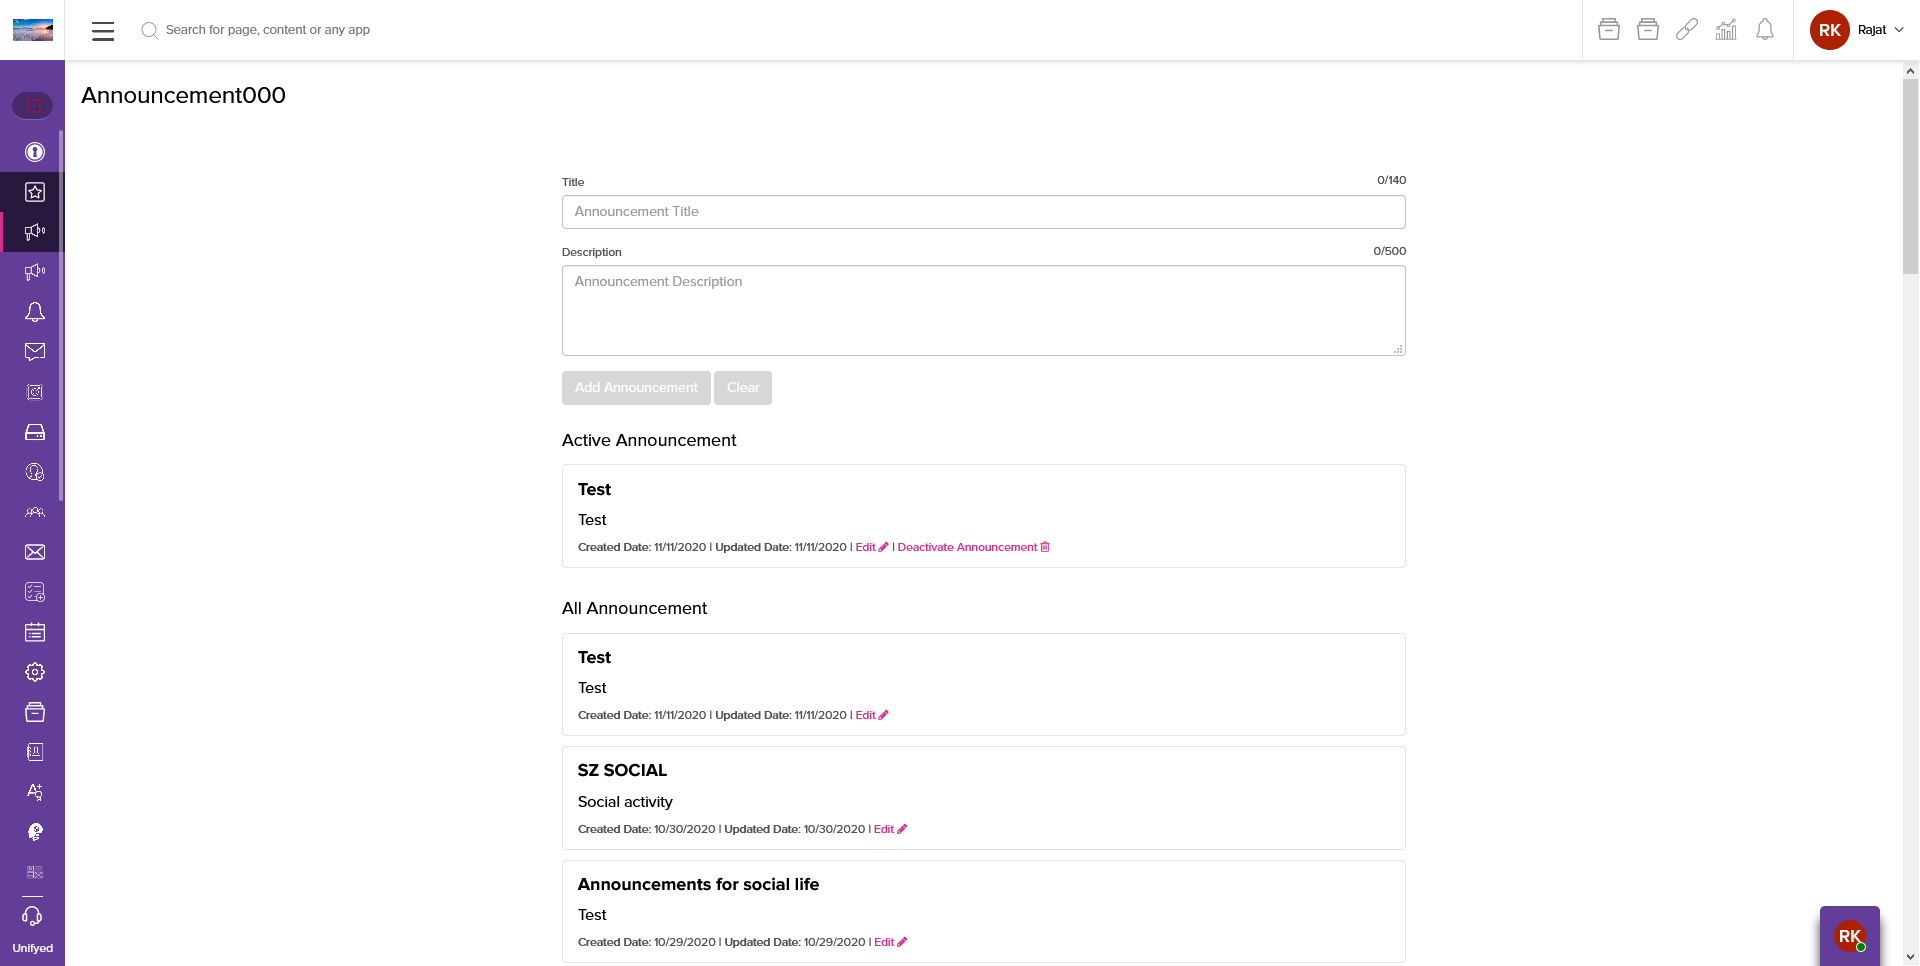 Search for page, content or any app
RK
Rajat
Announcement000
Title
0/140
Announcement Title
Description
0/500
Announcement Description
Add Announcement
Clear
Active Announcement
Test
Test
Created Date: 11/11/2020 | Updated Date: 11/11/2020 | Edit | Deactivate Announcement
All Announcement
Test
Test
Created Date: 11/11/2020 | Updated Date: 11/11/2020 | Edit
SZ SOCIAL
Social activity
Created Date: 10/30/2020 | Updated Date: 10/30/2020 | Edit
Announcements for social life
Test
Created Date: 10/29/2020 | Updated Date: 10/29/2020 | Edit
Unifyed
RK